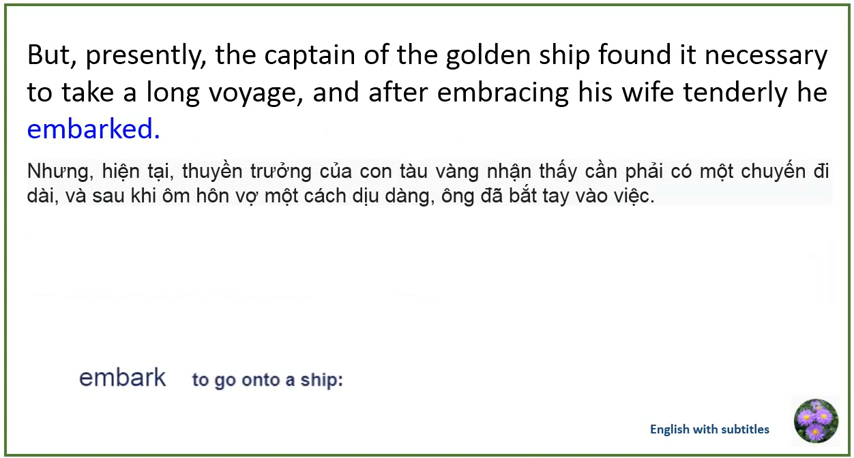 But, presently, the captain of the golden ship found it necessary
to take a long voyage, and after embracing his wife tenderly he
embarked.
Nhưng, hiện tại, thuyền trưởng của con tàu vàng nhận thấy cần phải có một chuyến đi
dài, và sau khi ôm hôn vợ một cách dịu dàng, ông đã bắt tay vào việc.
embark to go onto a ship:
English with subtitles